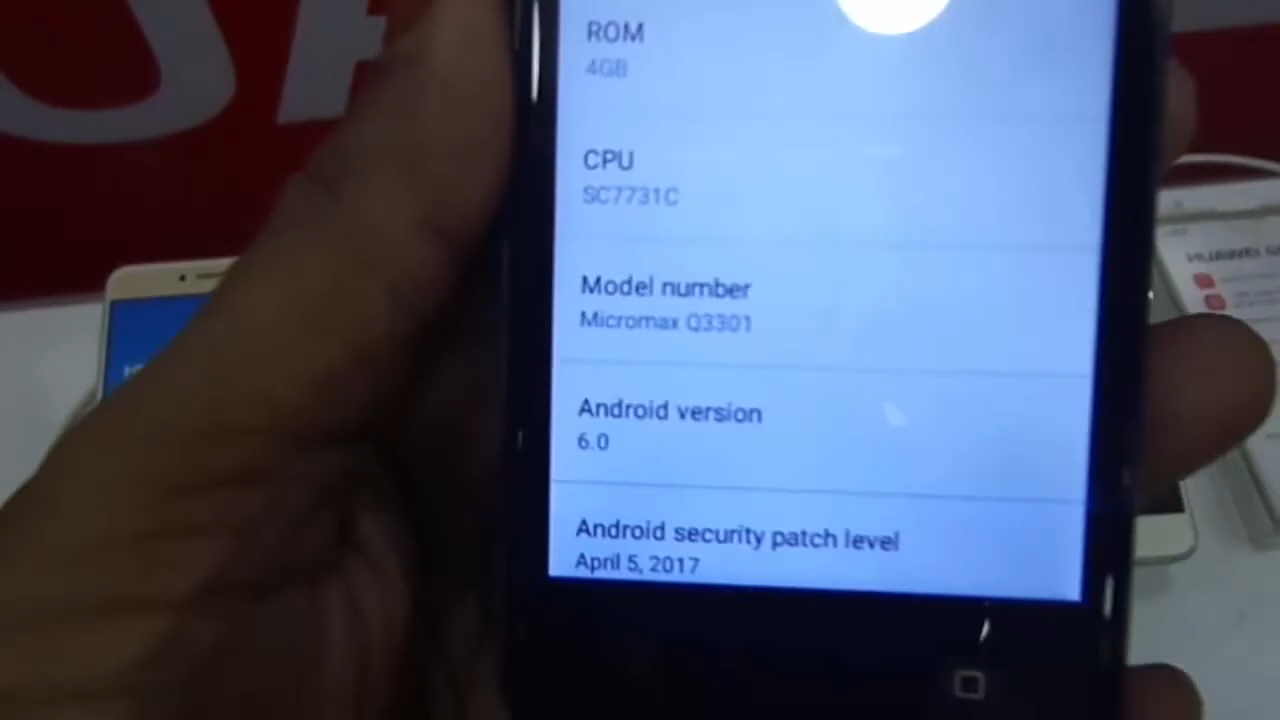 ROM
4GB
CPU
SC7731C
Model number
Micromax Q3301
Android version
6.0
Android security patch level
April 5, 2017
HUAWEI